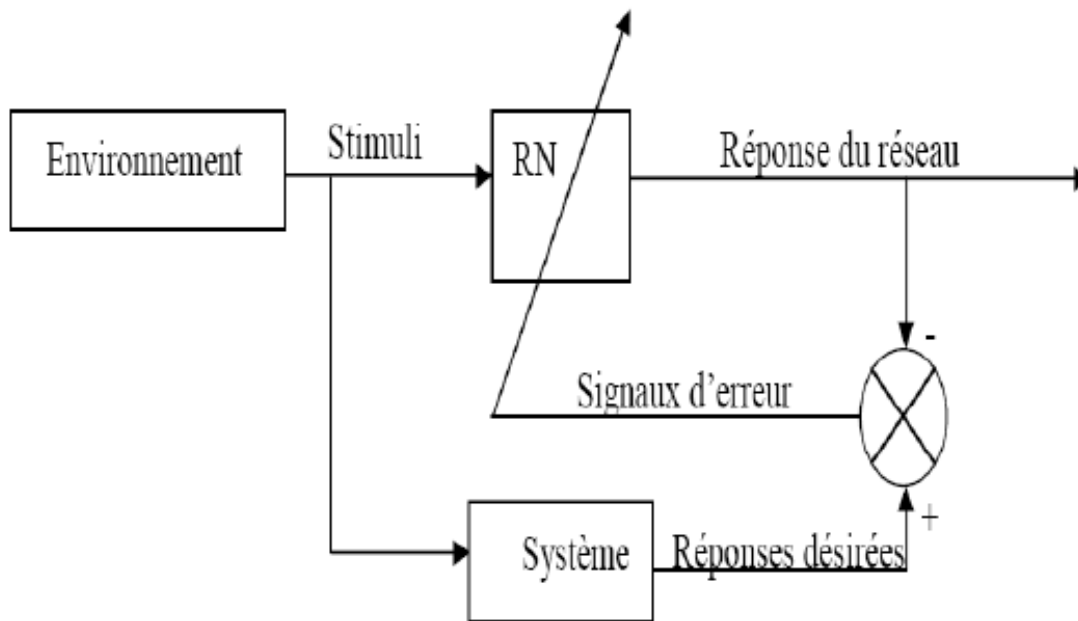 Environnement
Stimuli
RN
Réponse du réseau
-
Signaux d'erreur
+
Système
Réponses désirées